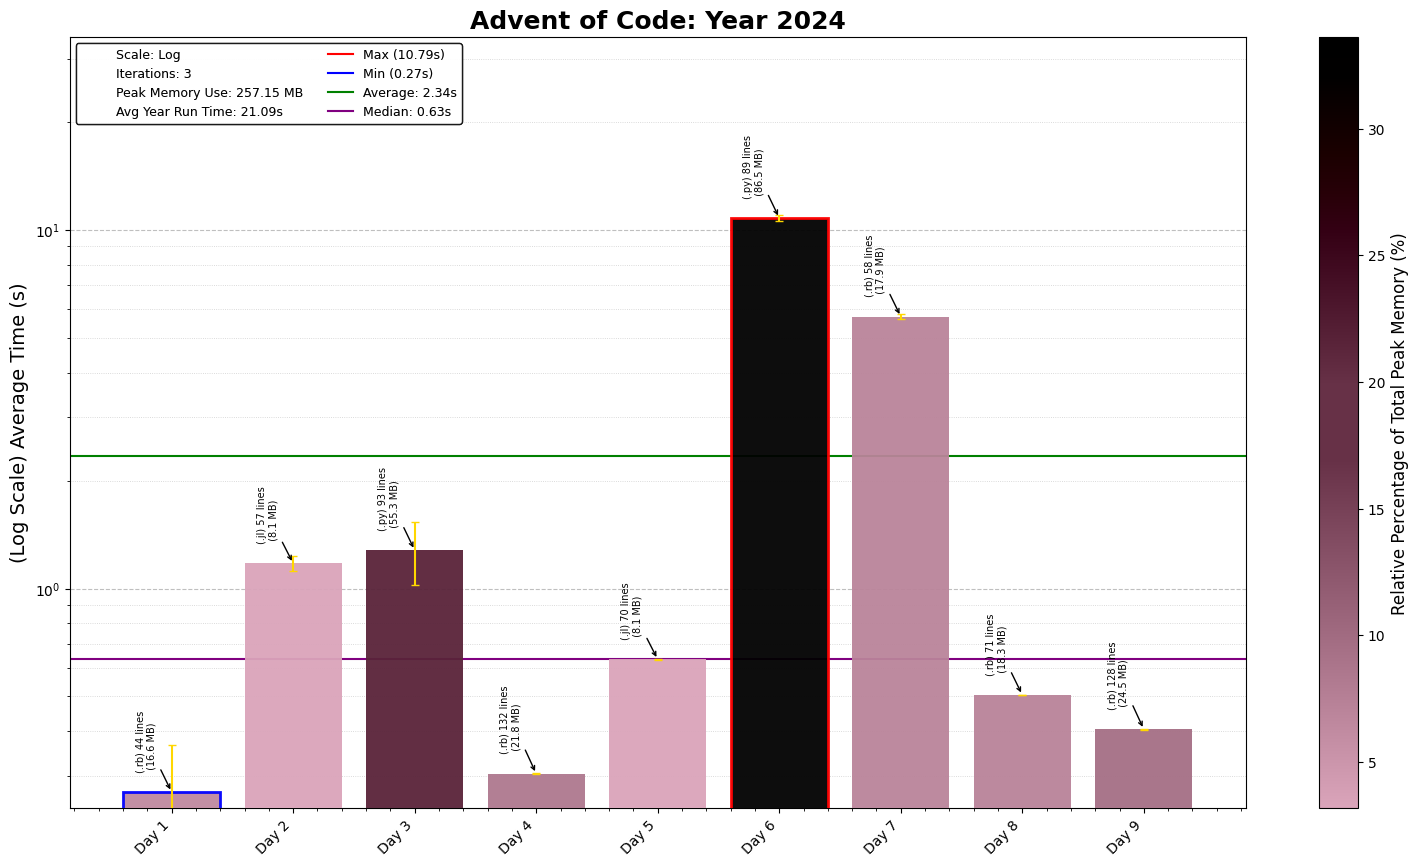 Advent of Code: Year 2024
Scale: Log
Iterations: 3
Peak Memory Use: 257.15 MB
Avg Year Run Time: 21.09s
Max (10.79s)
Min (0.27s)
Average: 2.34s
Median: 0.63s
(Log Scale) Average Time (s)
10¹
10⁰
(.rb) 44 lines
(16.6 MB)
(.jl) 57 lines
(8.1 MB)
(.py) 93 lines
(55.3 MB)
(.rb) 132 lines
(21.8 MB)
(.jl) 70 lines
(8.1 MB)
(.py) 89 lines
(86.5 MB)
(.rb) 58 lines
(17.9 MB)
(.rb) 71 lines
(18.3 MB)
(.rb) 128 lines
(24.5 MB)
Day 1
Day 2
Day 3
Day 4
Day 5
Day 6
Day 7
Day 8
Day 9
30
25
20
15
10
5
Relative Percentage of Total Peak Memory (%)